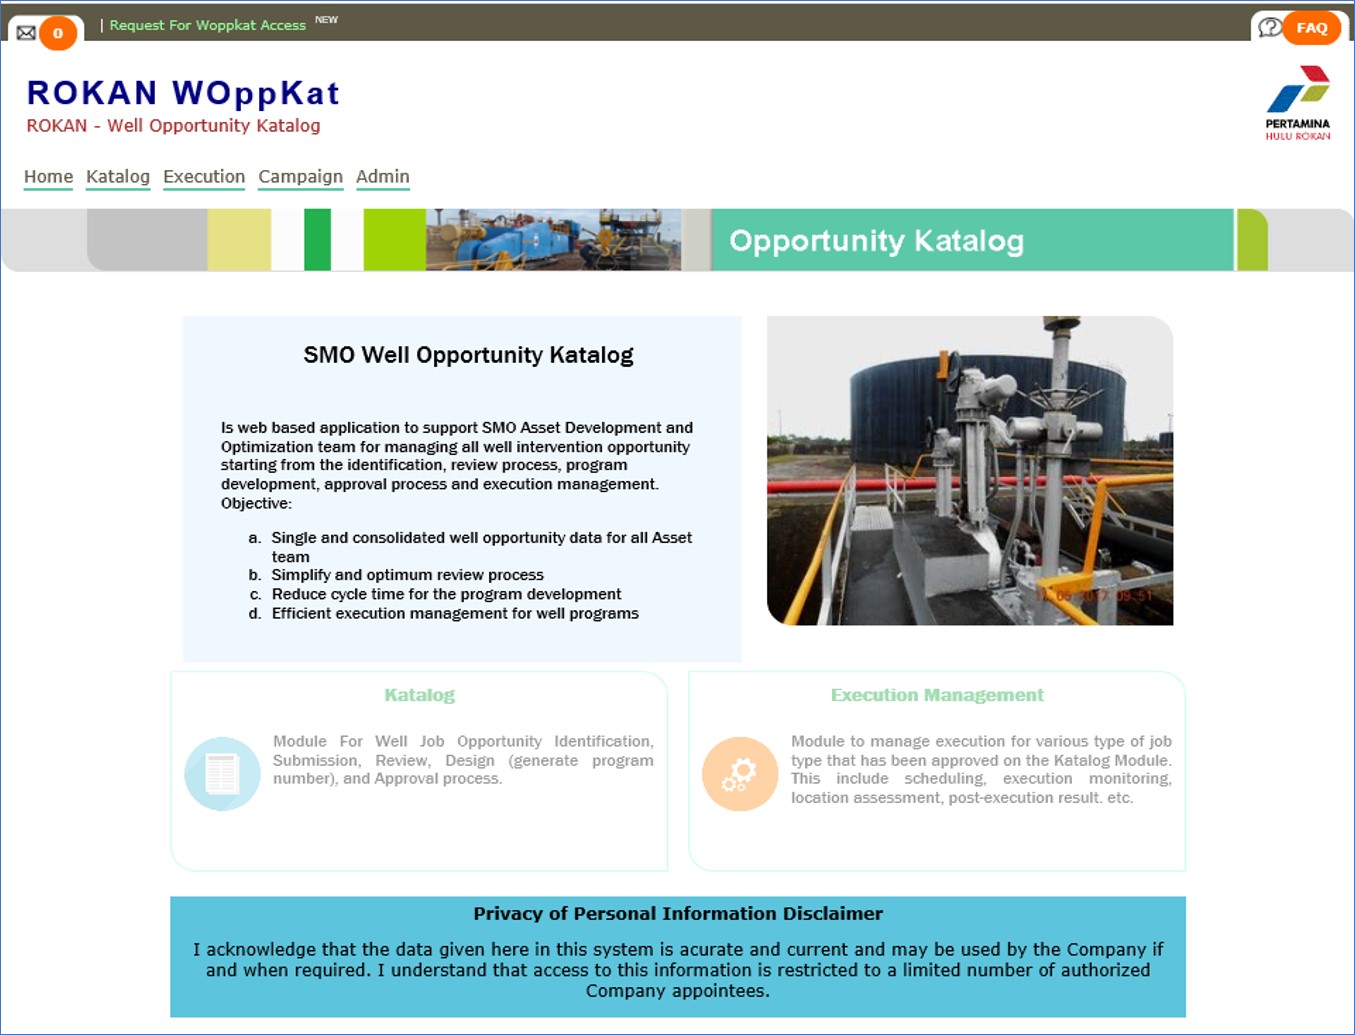 0
| Request For Woppkat Access NEW
FAQ
ROKAN WOppKat
ROKAN - Well Opportunity Katalog
PERTAMINA
HULU ROKAN
Home Katalog Execution Campaign Admin
Opportunity Katalog
SMO Well Opportunity Katalog
Is web based application to support SMO Asset Development and
Optimization team for managing all well intervention opportunity
starting from the identification, review process, program
development, approval process and execution management.
Objective:
a. Single and consolidated well opportunity data for all Asset
team
b. Simplify and optimum review process
c. Reduce cycle time for the program development
d. Efficient execution management for well programs
Katalog
Module For Well Job Opportunity Identification,
Submission, Review, Design (generate program
number), and Approval process.
Execution Management
Module to manage execution for various type of job
type that has been approved on the Katalog Module.
This include scheduling, execution monitoring,
location assessment, post-execution result. etc.
Privacy of Personal Information Disclaimer
I acknowledge that the data given here in this system is acurate and current and may be used by the Company if
and when required. I understand that access to this information is restricted to a limited number of authorized
Company appointees.